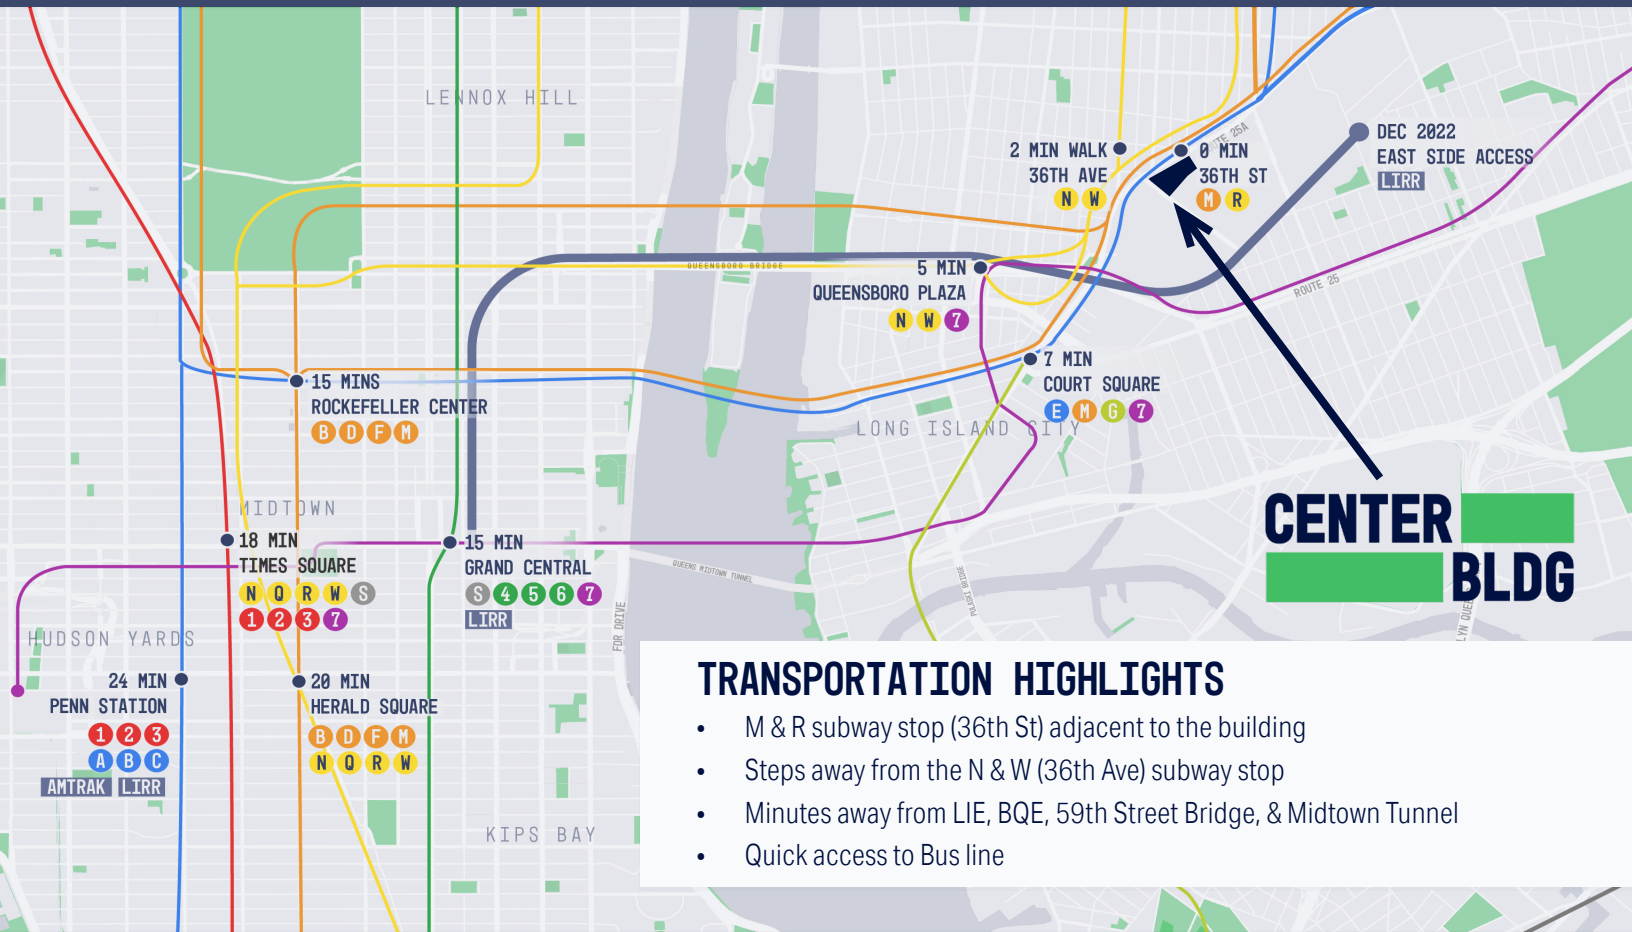 LENNOX HILL
ROUTE 25A
2 MIN WALK
36TH AVE
N W
0 MIN
36TH ST
M R
DEC 2022
EAST SIDE ACCESS
LIRR
QUEENSBORO BRIDGE
5 MIN
QUEENSBORO PLAZA
N W 7
ROUTE 25
7 MIN
COURT SQUARE
E M G 7
LONG ISLAND CITY
15 MINS
ROCKEFELLER CENTER
B D F M
MIDTOWN
18 MIN
TIMES SQUARE
N Q R W S
1 2 3 7
15 MIN
GRAND CENTRAL
S 4 5 6 7
LIRR
QUEENS MIDTOWN TUNNEL
FDR DRIVE
PULASKI BRIDGE
CENTER
BLDG
HUDSON YARDS
24 MIN
PENN STATION
1 2 3
A B C
AMTRAK LIRR
20 MIN
HERALD SQUARE
B D F M
N Q R W
KIPS BAY
TRANSPORTATION HIGHLIGHTS
• M & R subway stop (36th St) adjacent to the building
• Steps away from the N & W (36th Ave) subway stop
• Minutes away from LIE, BQE, 59th Street Bridge, & Midtown Tunnel
• Quick access to Bus line